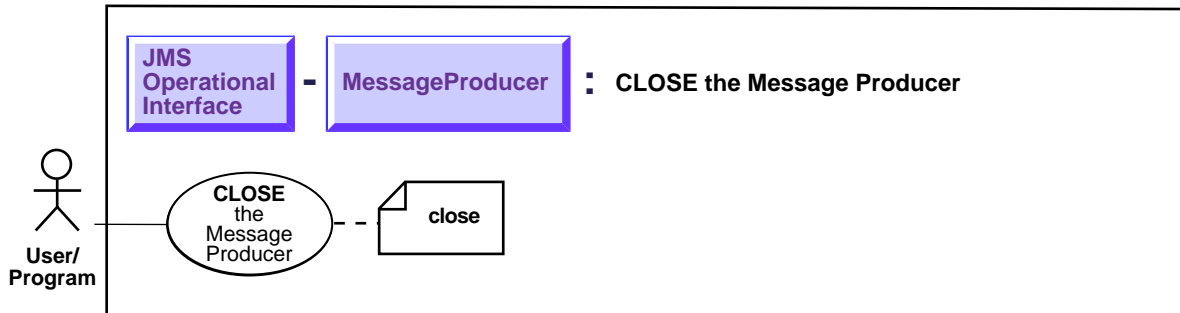 JMS
Operational
Interface
-
MessageProducer
: CLOSE the Message Producer
CLOSE
the
Message
Producer
close
User/
Program